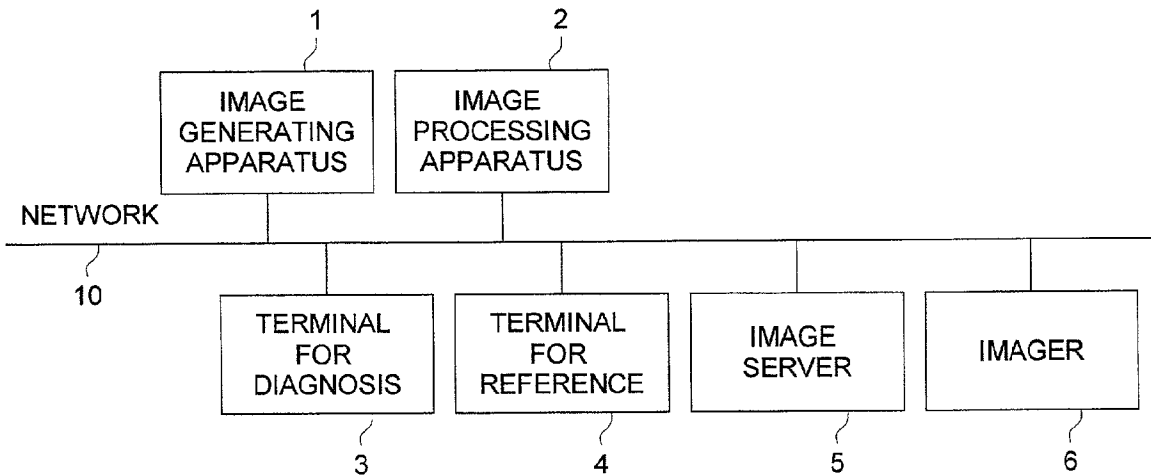 1
2
IMAGE
GENERATING
APPARATUS
IMAGE
PROCESSING
APPARATUS
NETWORK
10
TERMINAL
FOR
DIAGNOSIS
TERMINAL
FOR
REFERENCE
IMAGE
SERVER
IMAGER
3
4
5
6